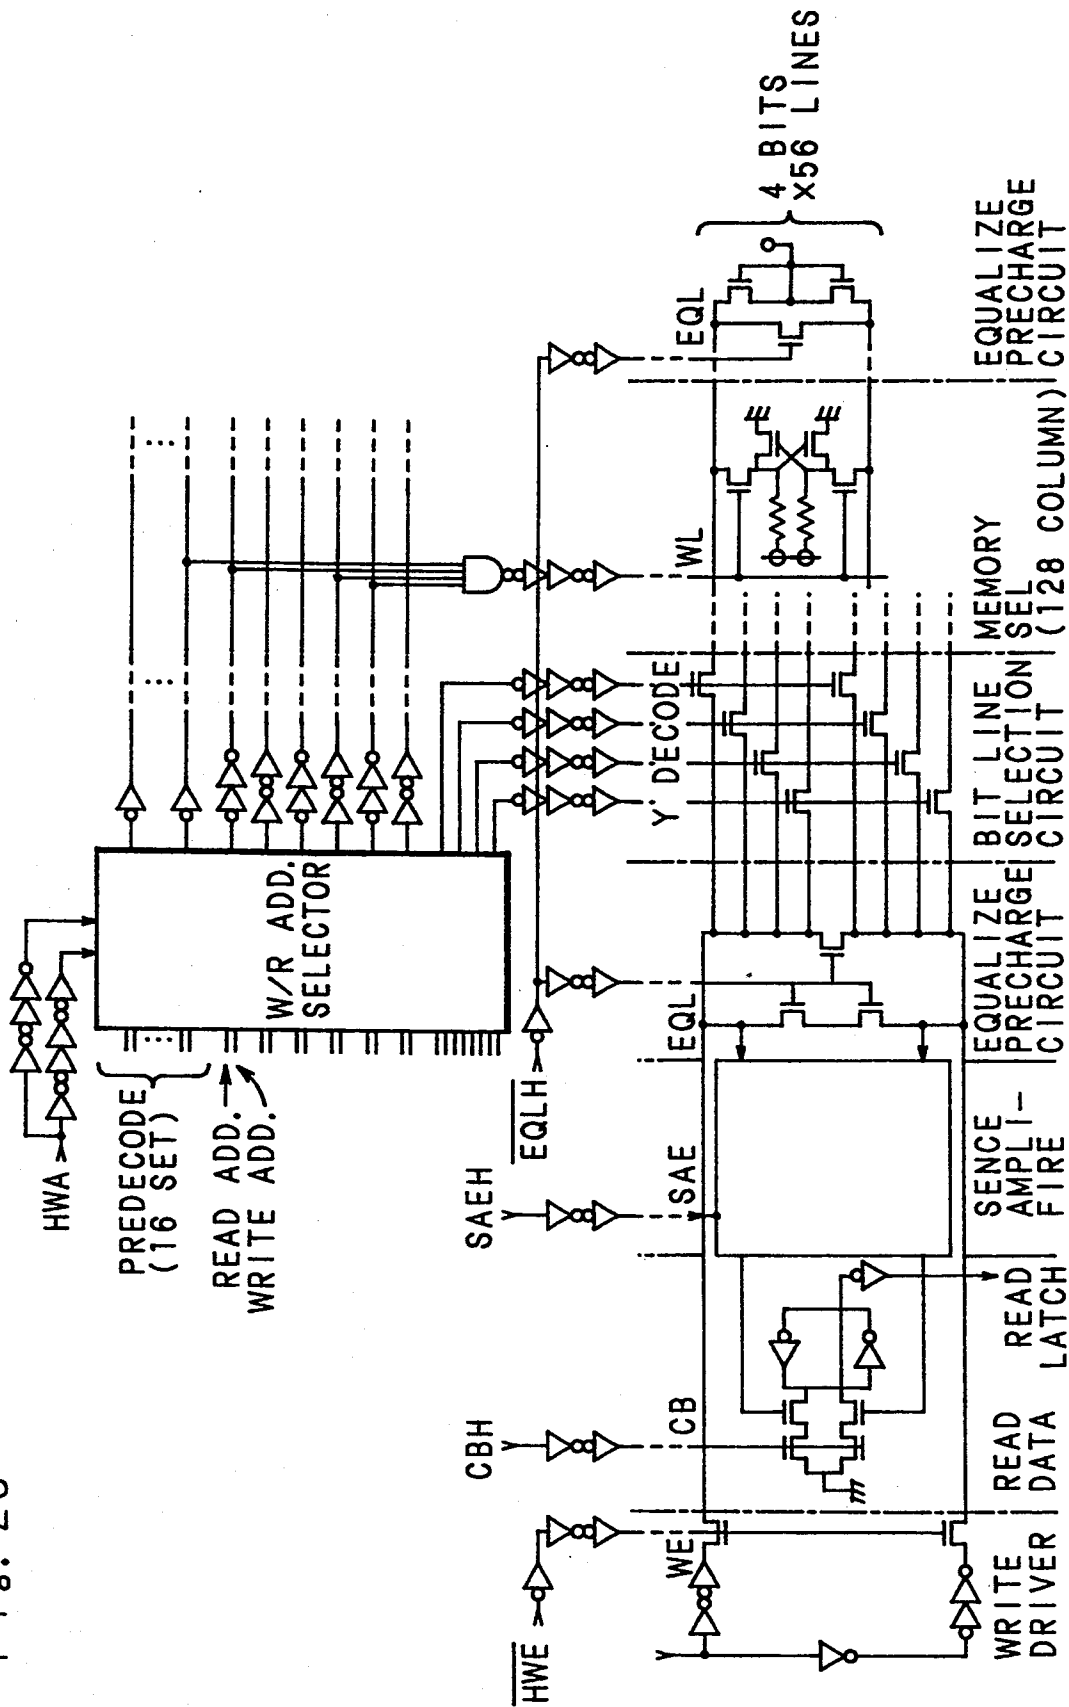 HWA
PREDECODE
(16 SET)
READ ADD.
WRITE ADD.
W/R ADD.
SELECTOR
HWE
CBH
SAEH
EQLH
WE
CB
SAE
EQL
Y DECODE
WL
EQL
4 BITS
X56 LINES
WRITE
DRIVER
READ
DATA
READ
LATCH
SENCE
AMPLI-
FIRE
EQUALIZE
PRECHARGE
CIRCUIT
BIT LINE
SELECTION
CIRCUIT
MEMORY
SEL
(128 COLUMN)
EQUALIZE
PRECHARGE
CIRCUIT